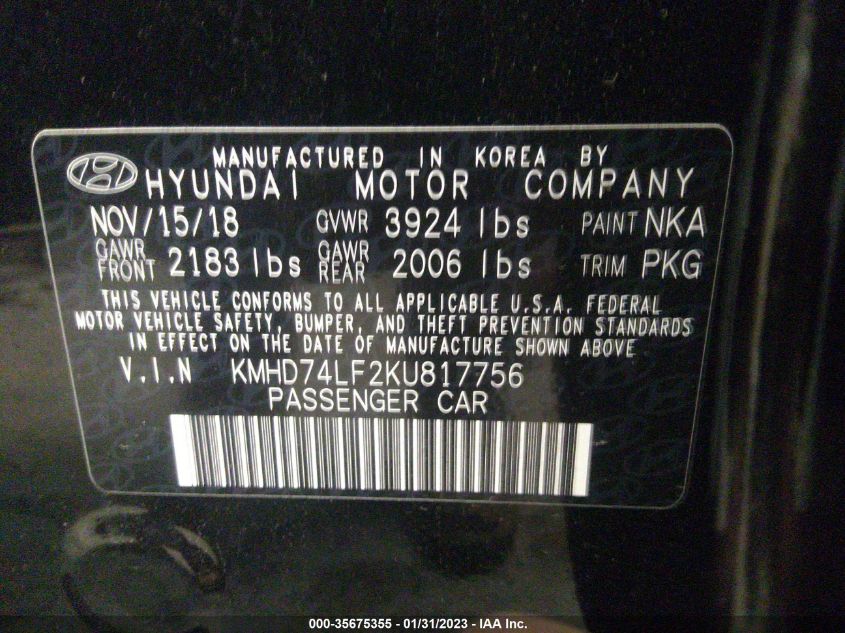 MANUFACTURED IN KOREA BY
HYUNDAI MOTOR COMPANY
NOV/15/18 GVWR 3924 lbs PAINT NKA
GAWR FRONT 2183 lbs GAWR REAR 2006 lbs TRIM PKG
THIS VEHICLE CONFORMS TO ALL APPLICABLE U.S.A. FEDERAL
MOTOR VEHICLE SAFETY, BUMPER, AND THEFT PREVENTION STANDARDS
IN EFFECT ON THE DATE OF MANUFACTURE SHOWN ABOVE
V.I.N KMHD74LF2KU817756
PASSENGER CAR
000-35675355 - 01/31/2023 - IAA Inc.